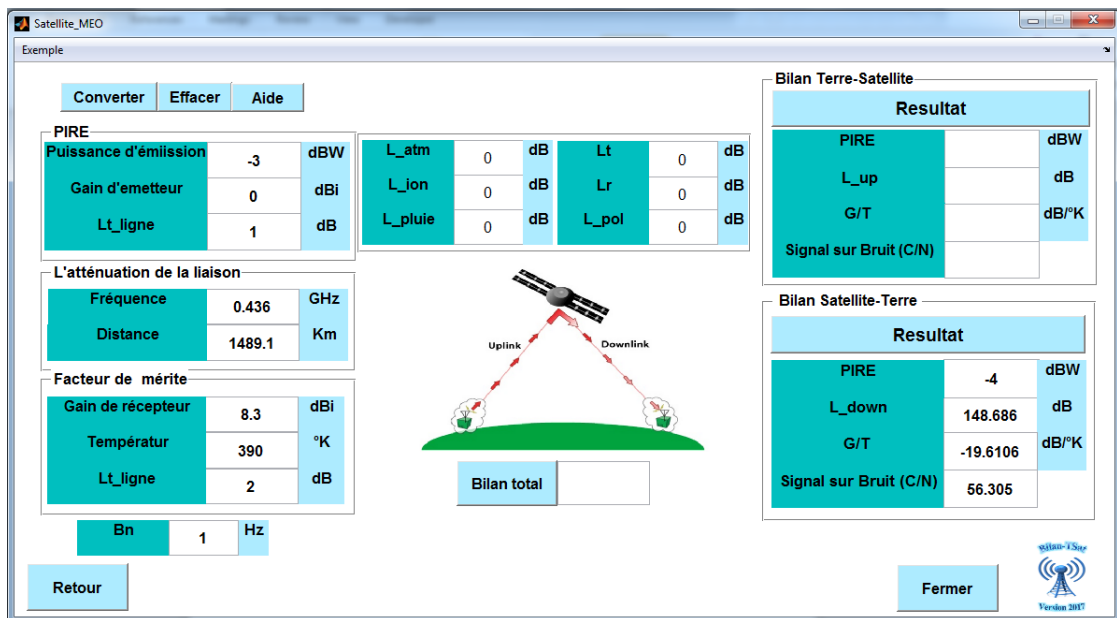 Satellite_MEO
Exemple
Converter Effacer Aide
PIRE
Puissance d'émiission -3 dBW
Gain d'emetteur 0 dBi
Lt_ligne 1 dB
L_atm 0 dB Lt 0 dB
L_ion 0 dB Lr 0 dB
L_pluie 0 dB L_pol 0 dB
L'atténuation de la liaison
Fréquence 0.436 GHz
Distance 1489.1 Km
Facteur de mérite
Gain de récepteur 8.3 dBi
Températur 390 °K
Lt_ligne 2 dB
Bn 1 Hz
Retour
Uplink Downlink
Bilan total
Bilan Terre-Satellite
Resultat
PIRE dBW
L_up dB
G/T dB/°K
Signal sur Bruit (C/N)
Bilan Satellite-Terre
Resultat
PIRE -4 dBW
L_down 148.686 dB
G/T -19.6106 dB/°K
Signal sur Bruit (C/N) 56.305
Fermer
Bilan-TSat
Version 2017